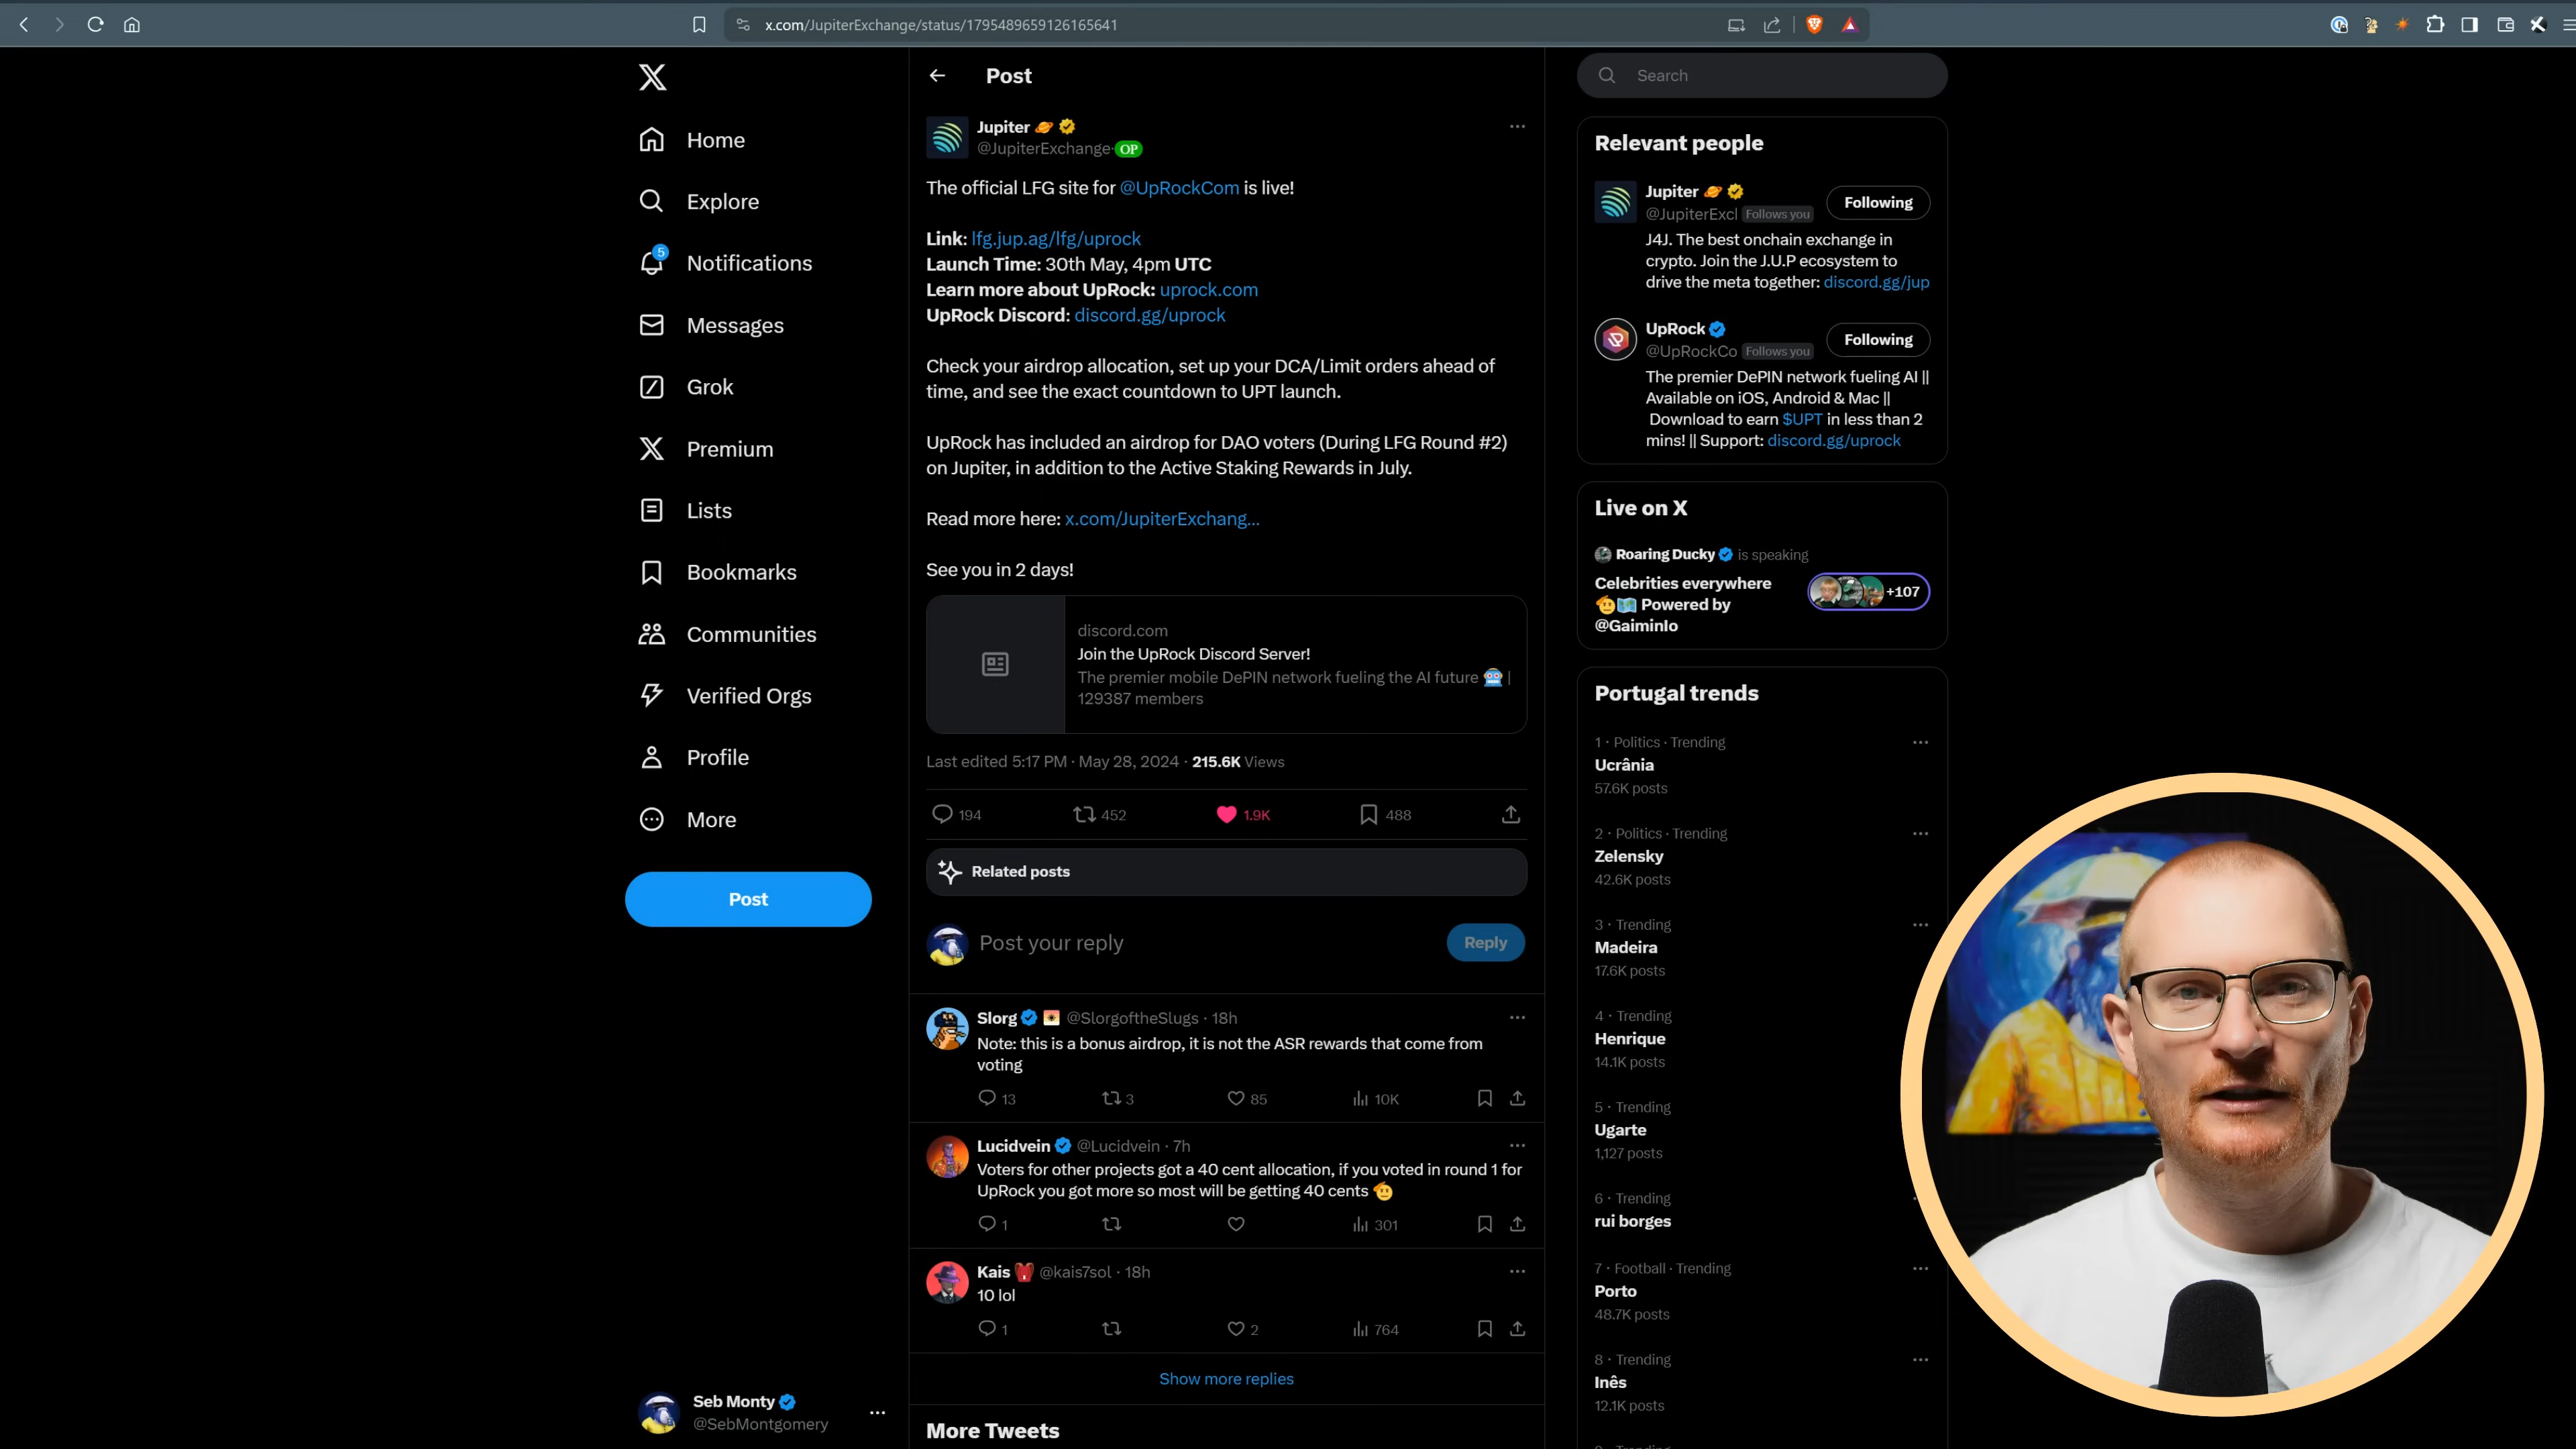 x.com/JupiterExchange/status/1795489659126165641
Home
Explore
5
Notifications
Messages
Grok
Premium
Lists
Bookmarks
Communities
Verified Orgs
Profile
More
Post
Seb Monty
@SebMontgomery
Post
Jupiter
@JupiterExchange· OP
The official LFG site for @UpRockCom is live!
Link: lfg.jup.ag/lfg/uprock
Launch Time: 30th May, 4pm UTC
Learn more about UpRock: uprock.com
UpRock Discord: discord.gg/uprock
Check your airdrop allocation, set up your DCA/Limit orders ahead of
time, and see the exact countdown to UPT launch.
UpRock has included an airdrop for DAO voters (During LFG Round #2)
on Jupiter, in addition to the Active Staking Rewards in July.
Read more here: x.com/JupiterExchang...
See you in 2 days!
discord.com
Join the UpRock Discord Server!
The premier mobile DePIN network fueling the AI future 🤖 |
129387 members
Last edited 5:17 PM · May 28, 2024 · 215.6K Views
194 452 1.9K 488
Related posts
Post your reply
Reply
Slorg @SlorgoftheSlugs · 18h
Note: this is a bonus airdrop, it is not the ASR rewards that come from
voting
13 3 85 10K
Lucidvein @Lucidvein · 7h
Voters for other projects got a 40 cent allocation, if you voted in round 1 for
UpRock you got more so most will be getting 40 cents 🫡
1 301
Kais @kais7sol · 18h
10 lol
1 2 764
Show more replies
More Tweets
Search
Relevant people
Jupiter
@JupiterExcl Follows you
Following
J4J. The best onchain exchange in
crypto. Join the J.U.P ecosystem to
drive the meta together: discord.gg/jup
UpRock
@UpRockCo Follows you
Following
The premier DePIN network fueling AI ||
Available on iOS, Android & Mac ||
Download to earn $UPT in less than 2
mins! || Support: discord.gg/uprock
Live on X
Roaring Ducky is speaking
Celebrities everywhere
🫡🗺️ Powered by
@GaiminIo
+107
Portugal trends
1 · Politics · Trending
Ucrânia
57.6K posts
2 · Politics · Trending
Zelensky
42.6K posts
3 · Trending
Madeira
17.6K posts
4 · Trending
Henrique
14.1K posts
5 · Trending
Ugarte
1,127 posts
6 · Trending
rui borges
7 · Football · Trending
Porto
48.7K posts
8 · Trending
Inês
12.1K posts